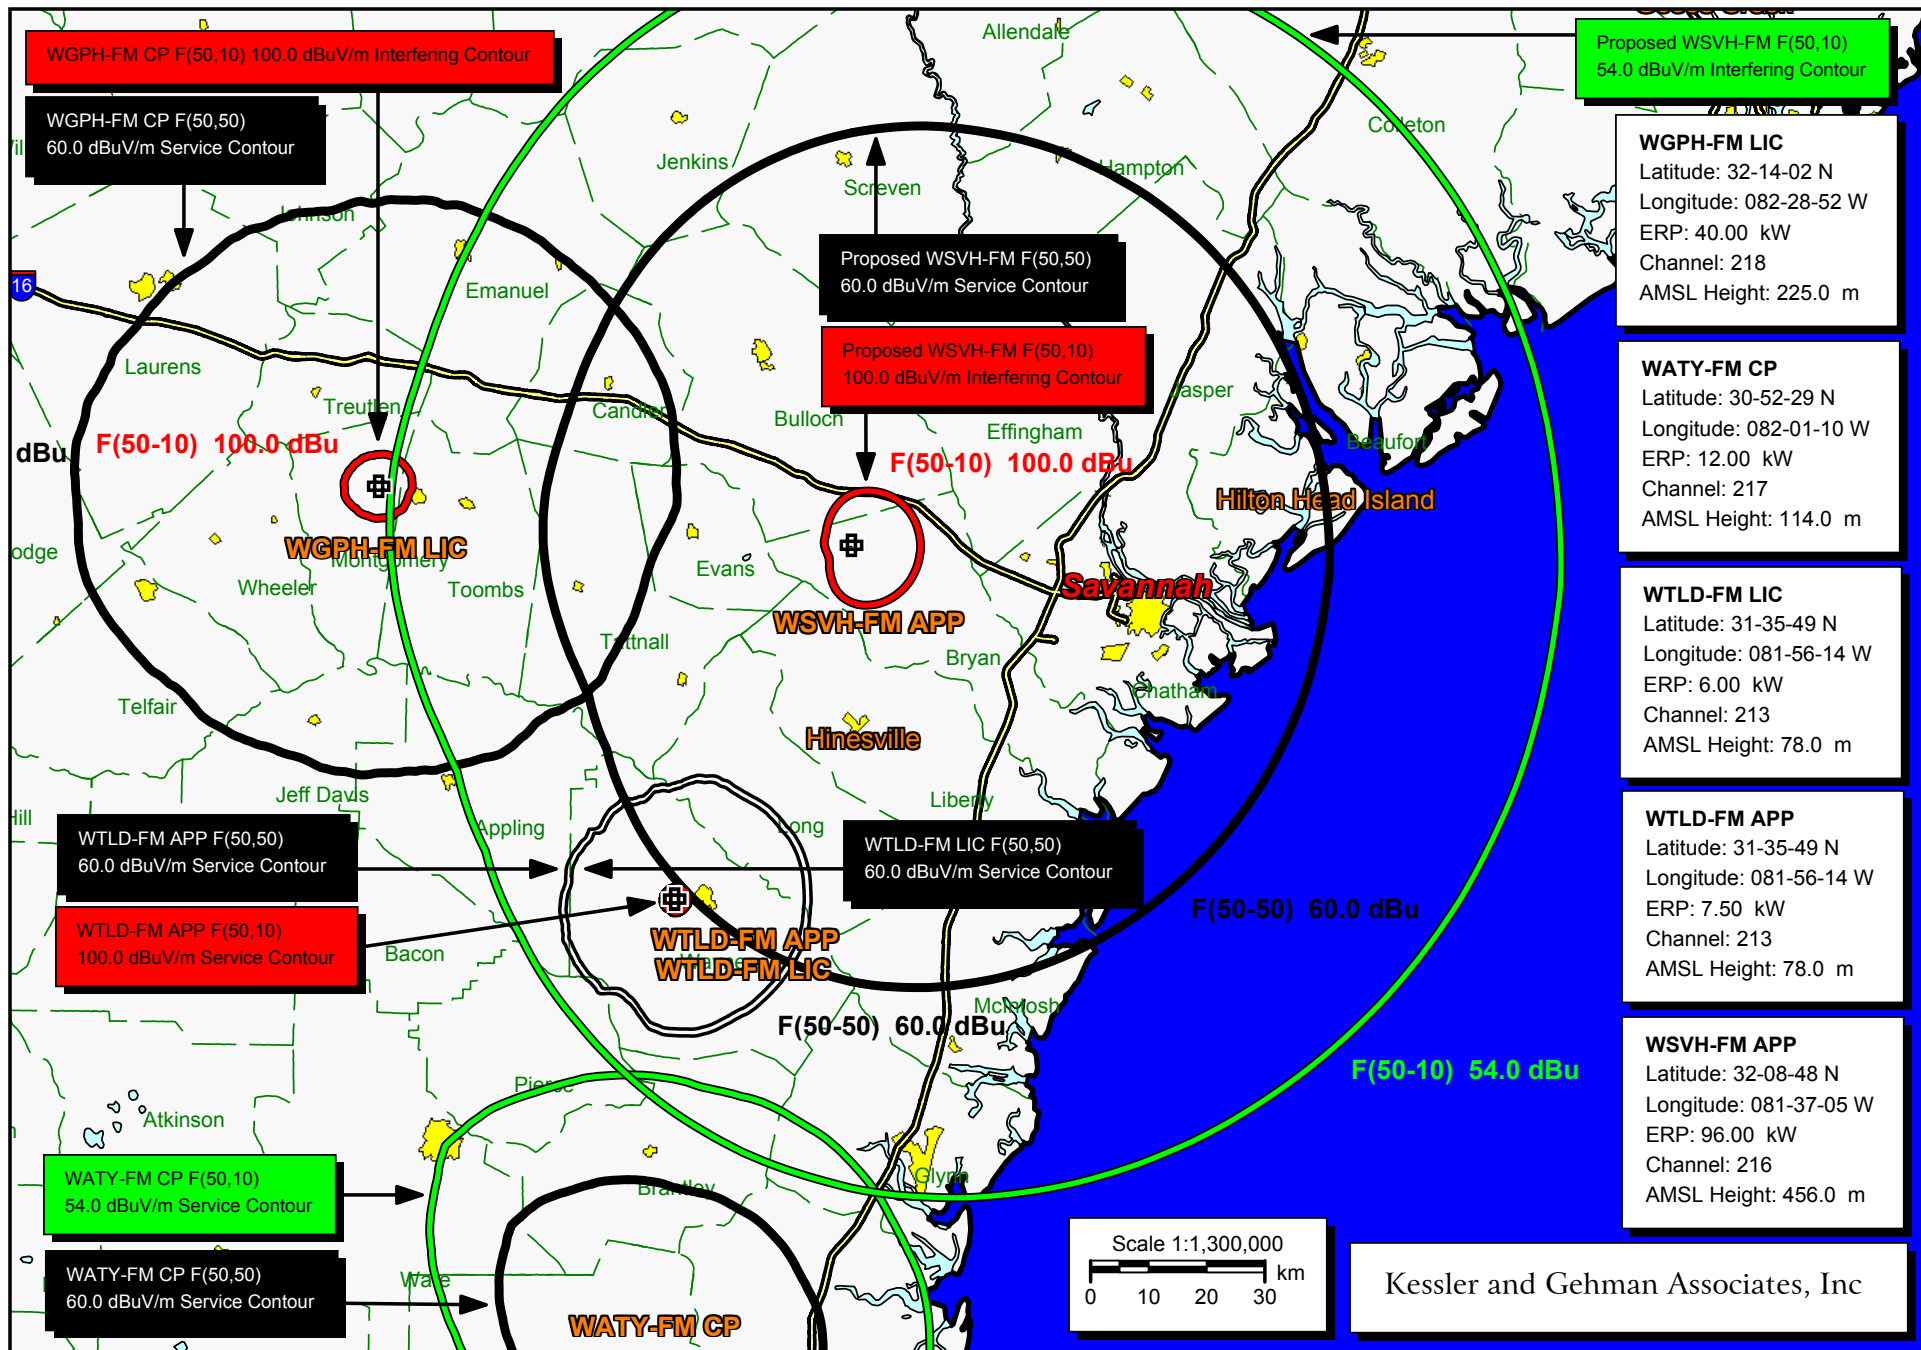 WGPH-FM CP F(50,10) 100.0 dBuV/m Interfering Contour
WGPH-FM CP F(50,50)
60.0 dBuV/m Service Contour
Proposed WSVH-FM F(50,10)
54.0 dBuV/m Interfering Contour
Allendale
Colleton
Jenkins
Screven
Hampton
Johnson
Proposed WSVH-FM F(50,50)
60.0 dBuV/m Service Contour
Proposed WSVH-FM F(50,10)
100.0 dBuV/m Interfering Contour
16
Emanuel
Laurens
Treutlen
Candler
Bulloch
Effingham
Jasper
Beaufort
dBu
F(50-10) 100.0 dBu
F(50-10) 100.0 dBu
Hilton Head Island
WGPH-FM LIC
Montgomery
odge
Wheeler
Toombs
Evans
Savannah
WSVH-FM APP
Tattnall
Bryan
Chatham
Telfair
Hinesville
Jeff Davis
Liberty
Appling
Long
Hill
WTLD-FM APP F(50,50)
60.0 dBuV/m Service Contour
WTLD-FM LIC F(50,50)
60.0 dBuV/m Service Contour
WTLD-FM APP F(50,10)
100.0 dBuV/m Service Contour
F(50-50) 60.0 dBu
WTLD-FM APP
WTLD-FM LIC
Bacon
Wayne
McIntosh
F(50-50) 60.0 dBu
F(50-10) 54.0 dBu
Pierce
Atkinson
Glynn
Brantley
WATY-FM CP F(50,10)
54.0 dBuV/m Service Contour
WATY-FM CP F(50,50)
60.0 dBuV/m Service Contour
Ware
WATY-FM CP
WGPH-FM LIC
Latitude: 32-14-02 N
Longitude: 082-28-52 W
ERP: 40.00 kW
Channel: 218
AMSL Height: 225.0 m
WATY-FM CP
Latitude: 30-52-29 N
Longitude: 082-01-10 W
ERP: 12.00 kW
Channel: 217
AMSL Height: 114.0 m
WTLD-FM LIC
Latitude: 31-35-49 N
Longitude: 081-56-14 W
ERP: 6.00 kW
Channel: 213
AMSL Height: 78.0 m
WTLD-FM APP
Latitude: 31-35-49 N
Longitude: 081-56-14 W
ERP: 7.50 kW
Channel: 213
AMSL Height: 78.0 m
WSVH-FM APP
Latitude: 32-08-48 N
Longitude: 081-37-05 W
ERP: 96.00 kW
Channel: 216
AMSL Height: 456.0 m
Scale 1:1,300,000
km
0 10 20 30
Kessler and Gehman Associates, Inc